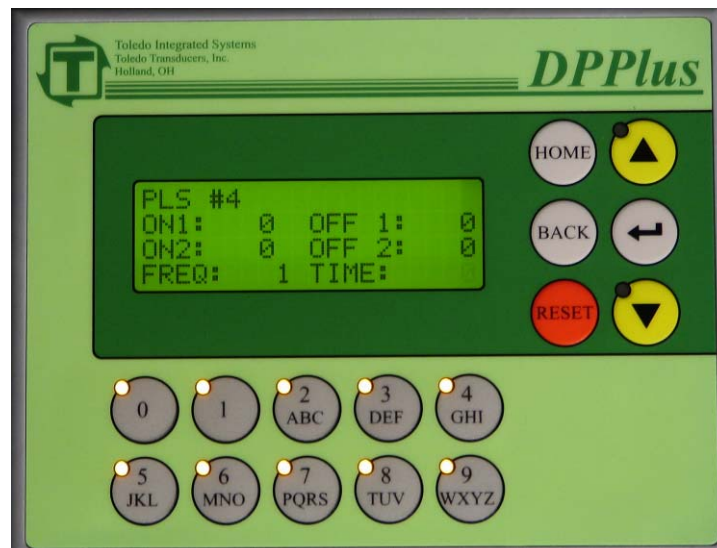 T
Toledo Integrated Systems
Toledo Transducers, Inc.
Holland, OH
DPPlus
PLS #4
ON1: 0 OFF 1: 0
ON2: 0 OFF 2: 0
FREQ: 1 TIME: 0
HOME
BACK
RESET
0
1
2
ABC
3
DEF
4
GHI
5
JKL
6
MNO
7
PQRS
8
TUV
9
WXYZ